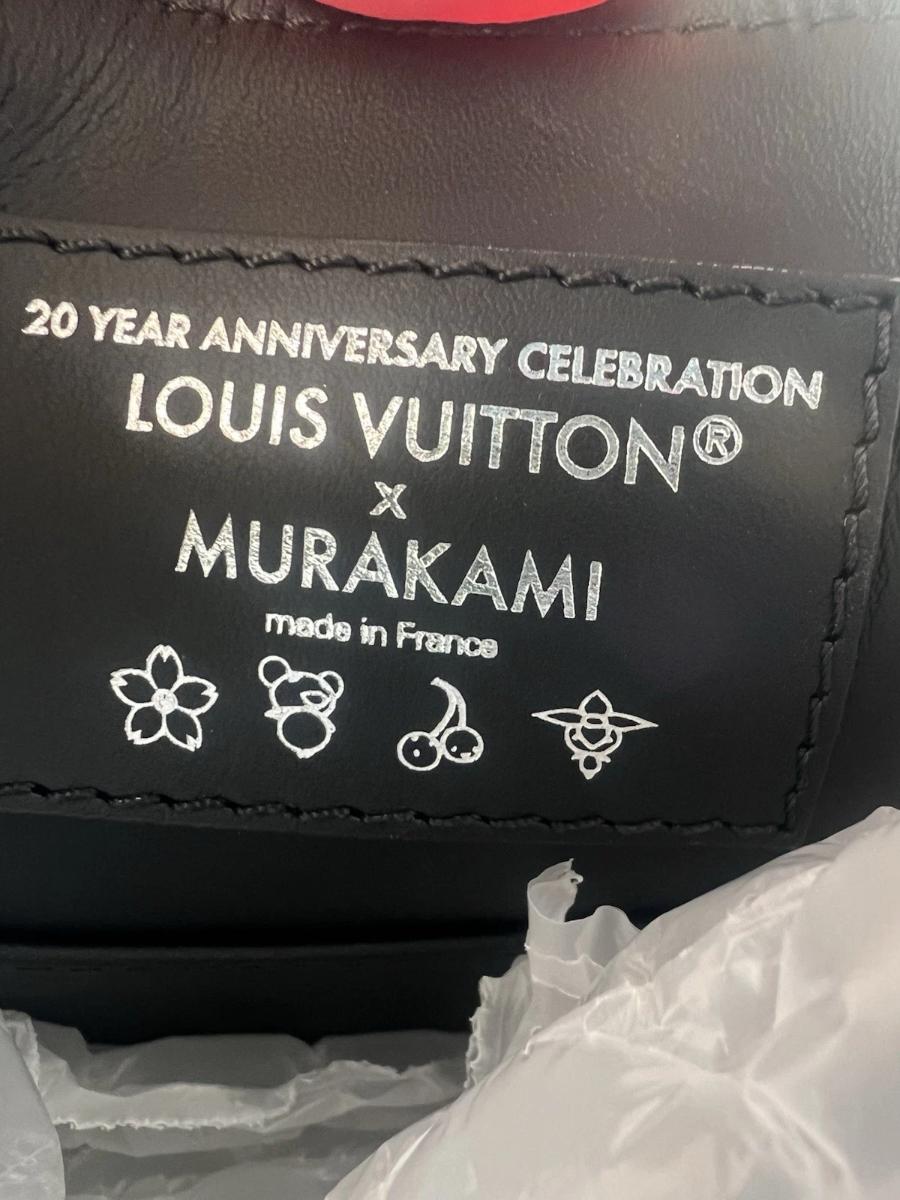 20 YEAR ANNIVERSARY CELEBRATION
LOUIS VUITTON®
x
MURAKAMI
made in France